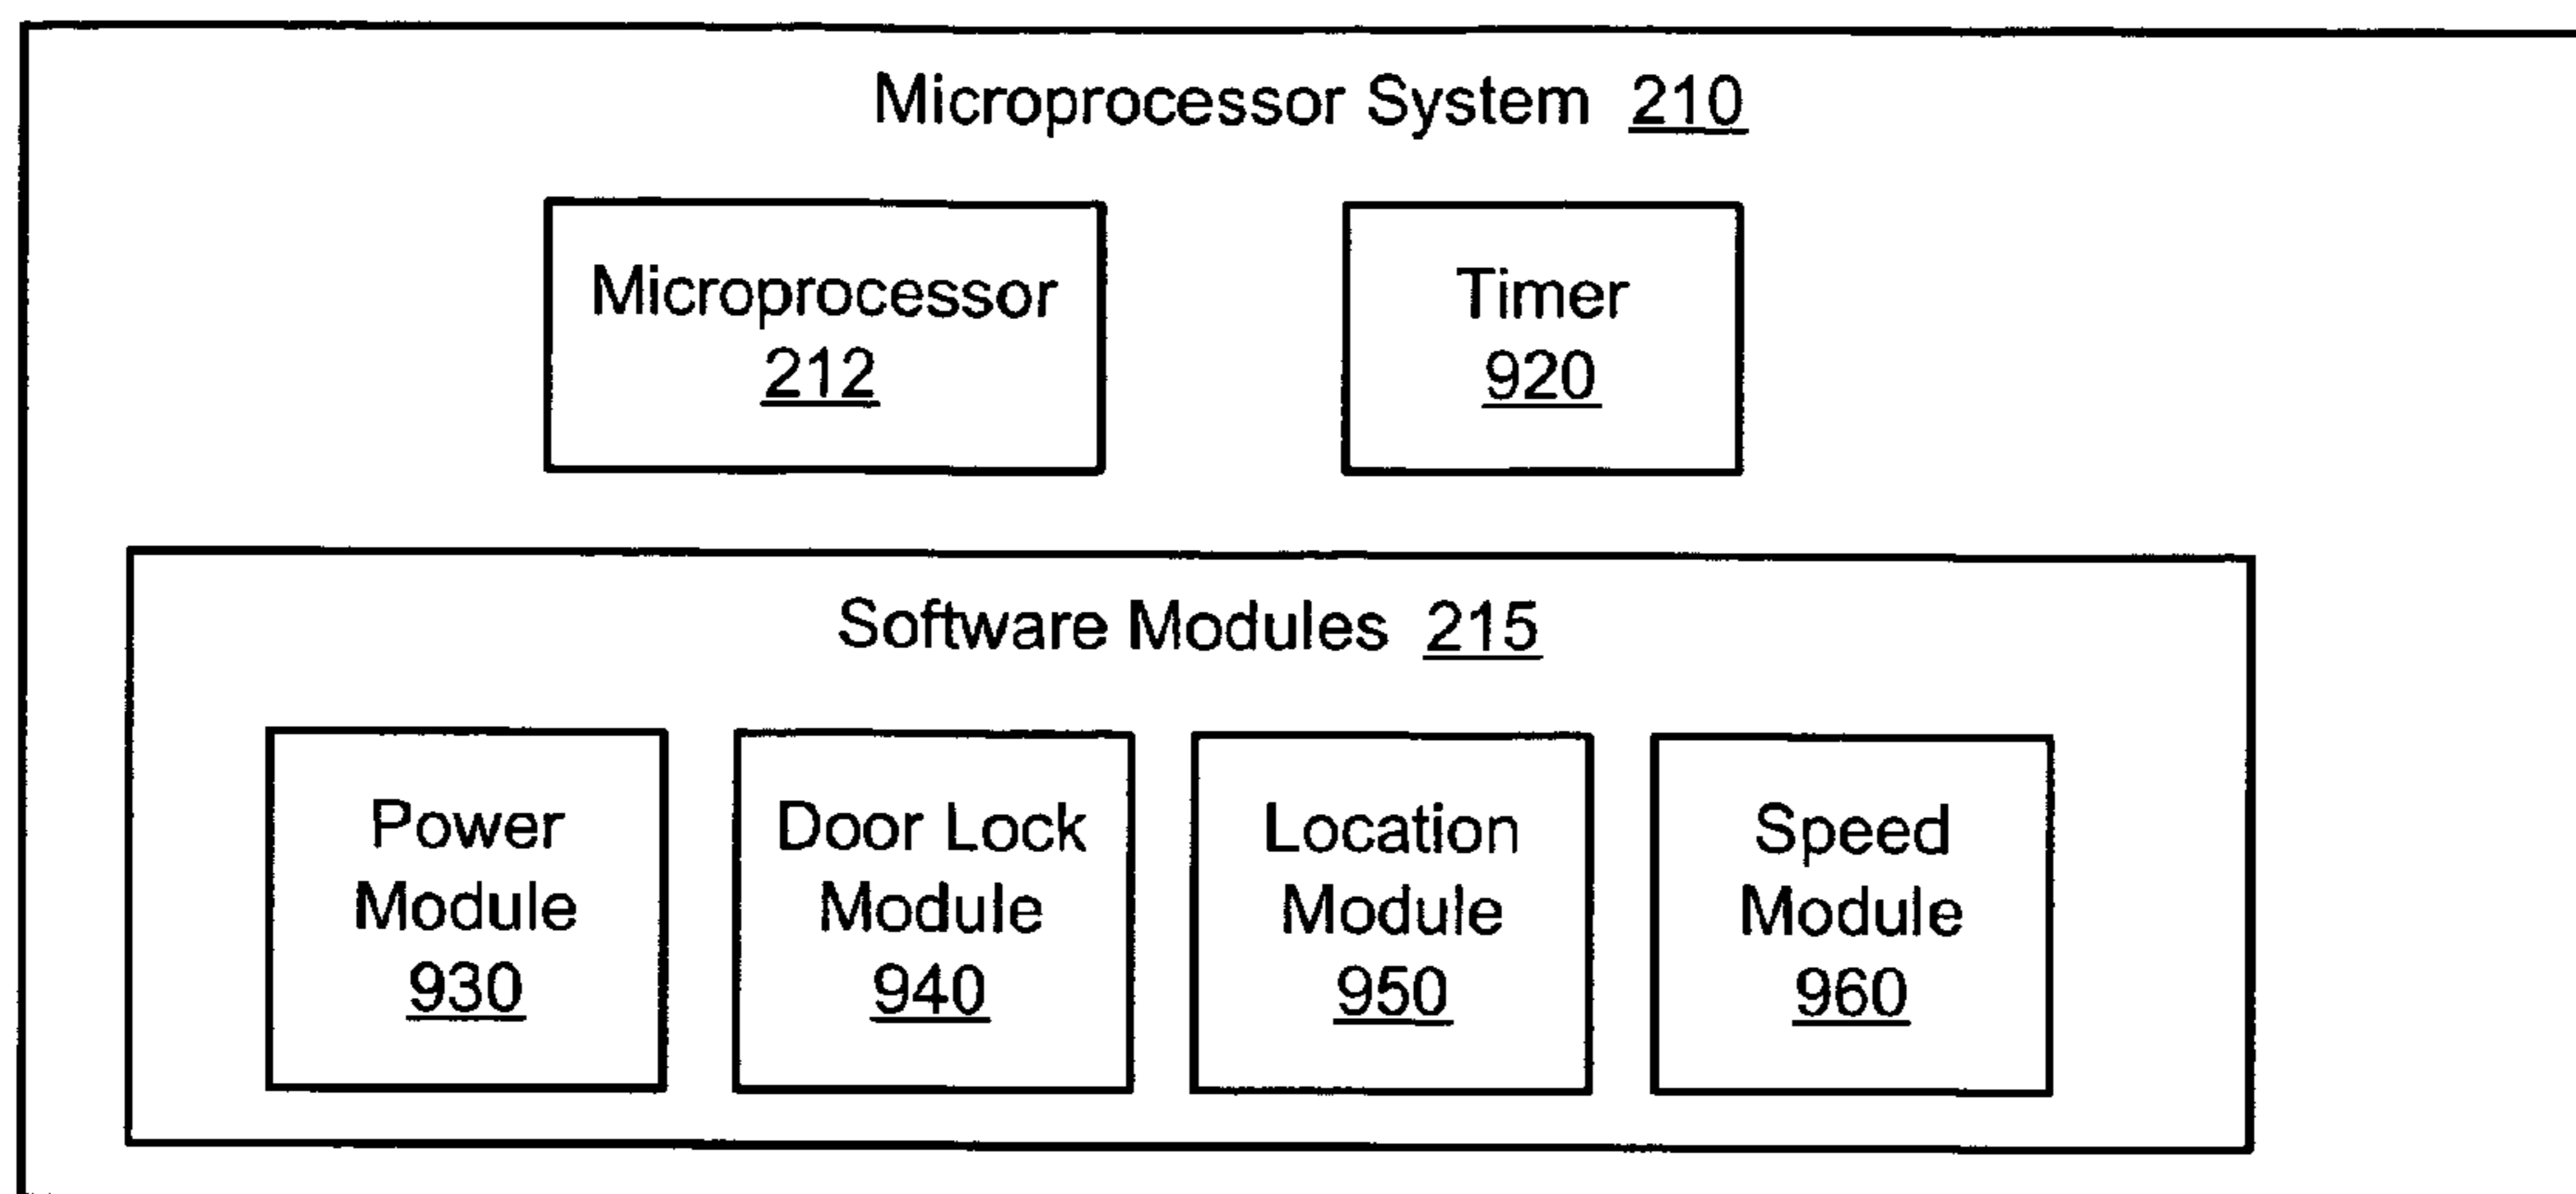 Microprocessor System 210
Microprocessor
212
Timer
920
Software Modules 215
Power
Module
930
Door Lock
Module
940
Location
Module
950
Speed
Module
960